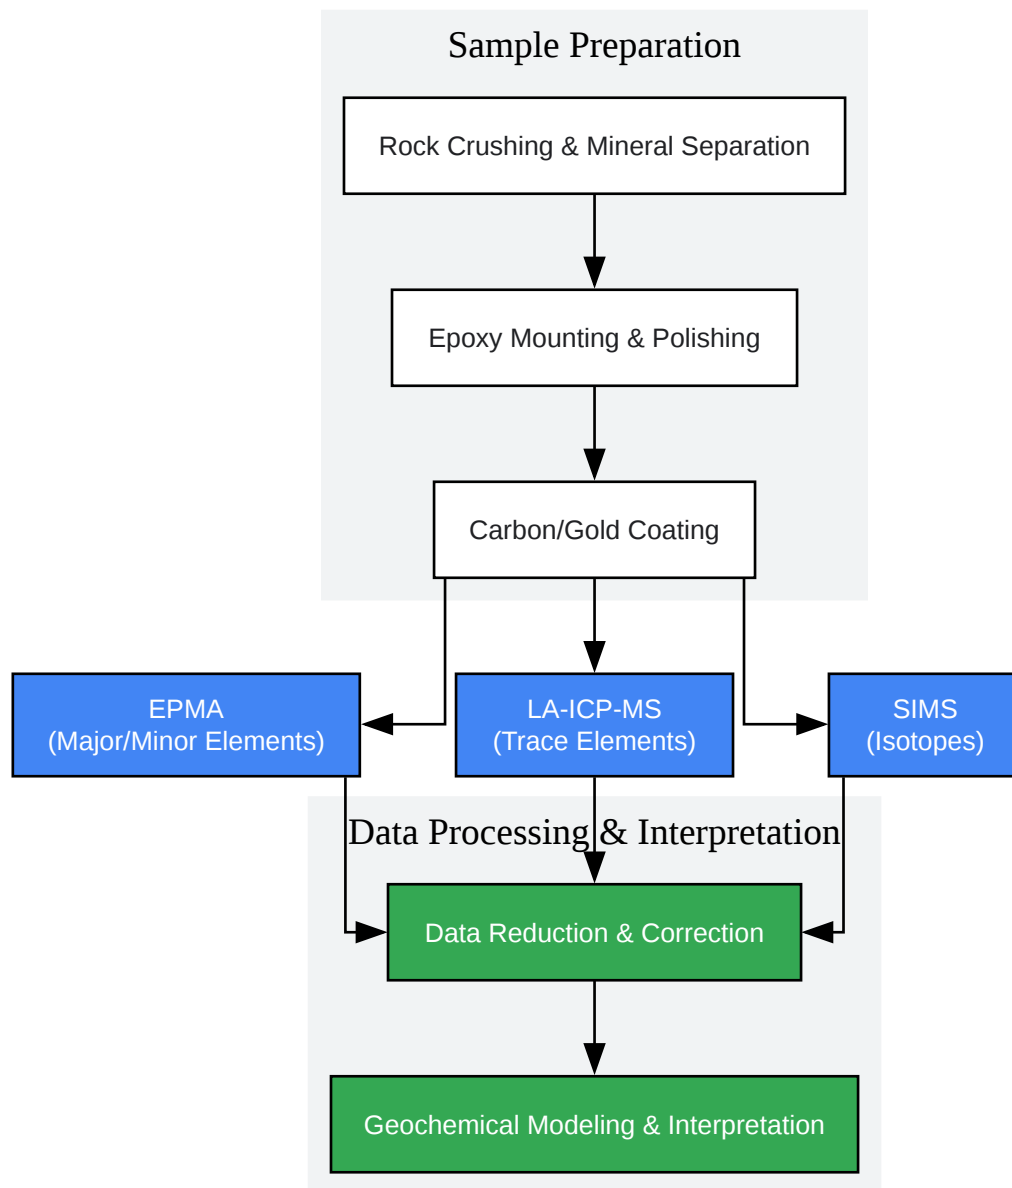 Sample Preparation
Rock Crushing & Mineral Separation
Epoxy Mounting & Polishing
Carbon/Gold Coating
EPMA
(Major/Minor Elements)
LA-ICP-MS
(Trace Elements)
SIMS
(Isotopes)
Data Processing & Interpretation
Data Reduction & Correction
Geochemical Modeling & Interpretation